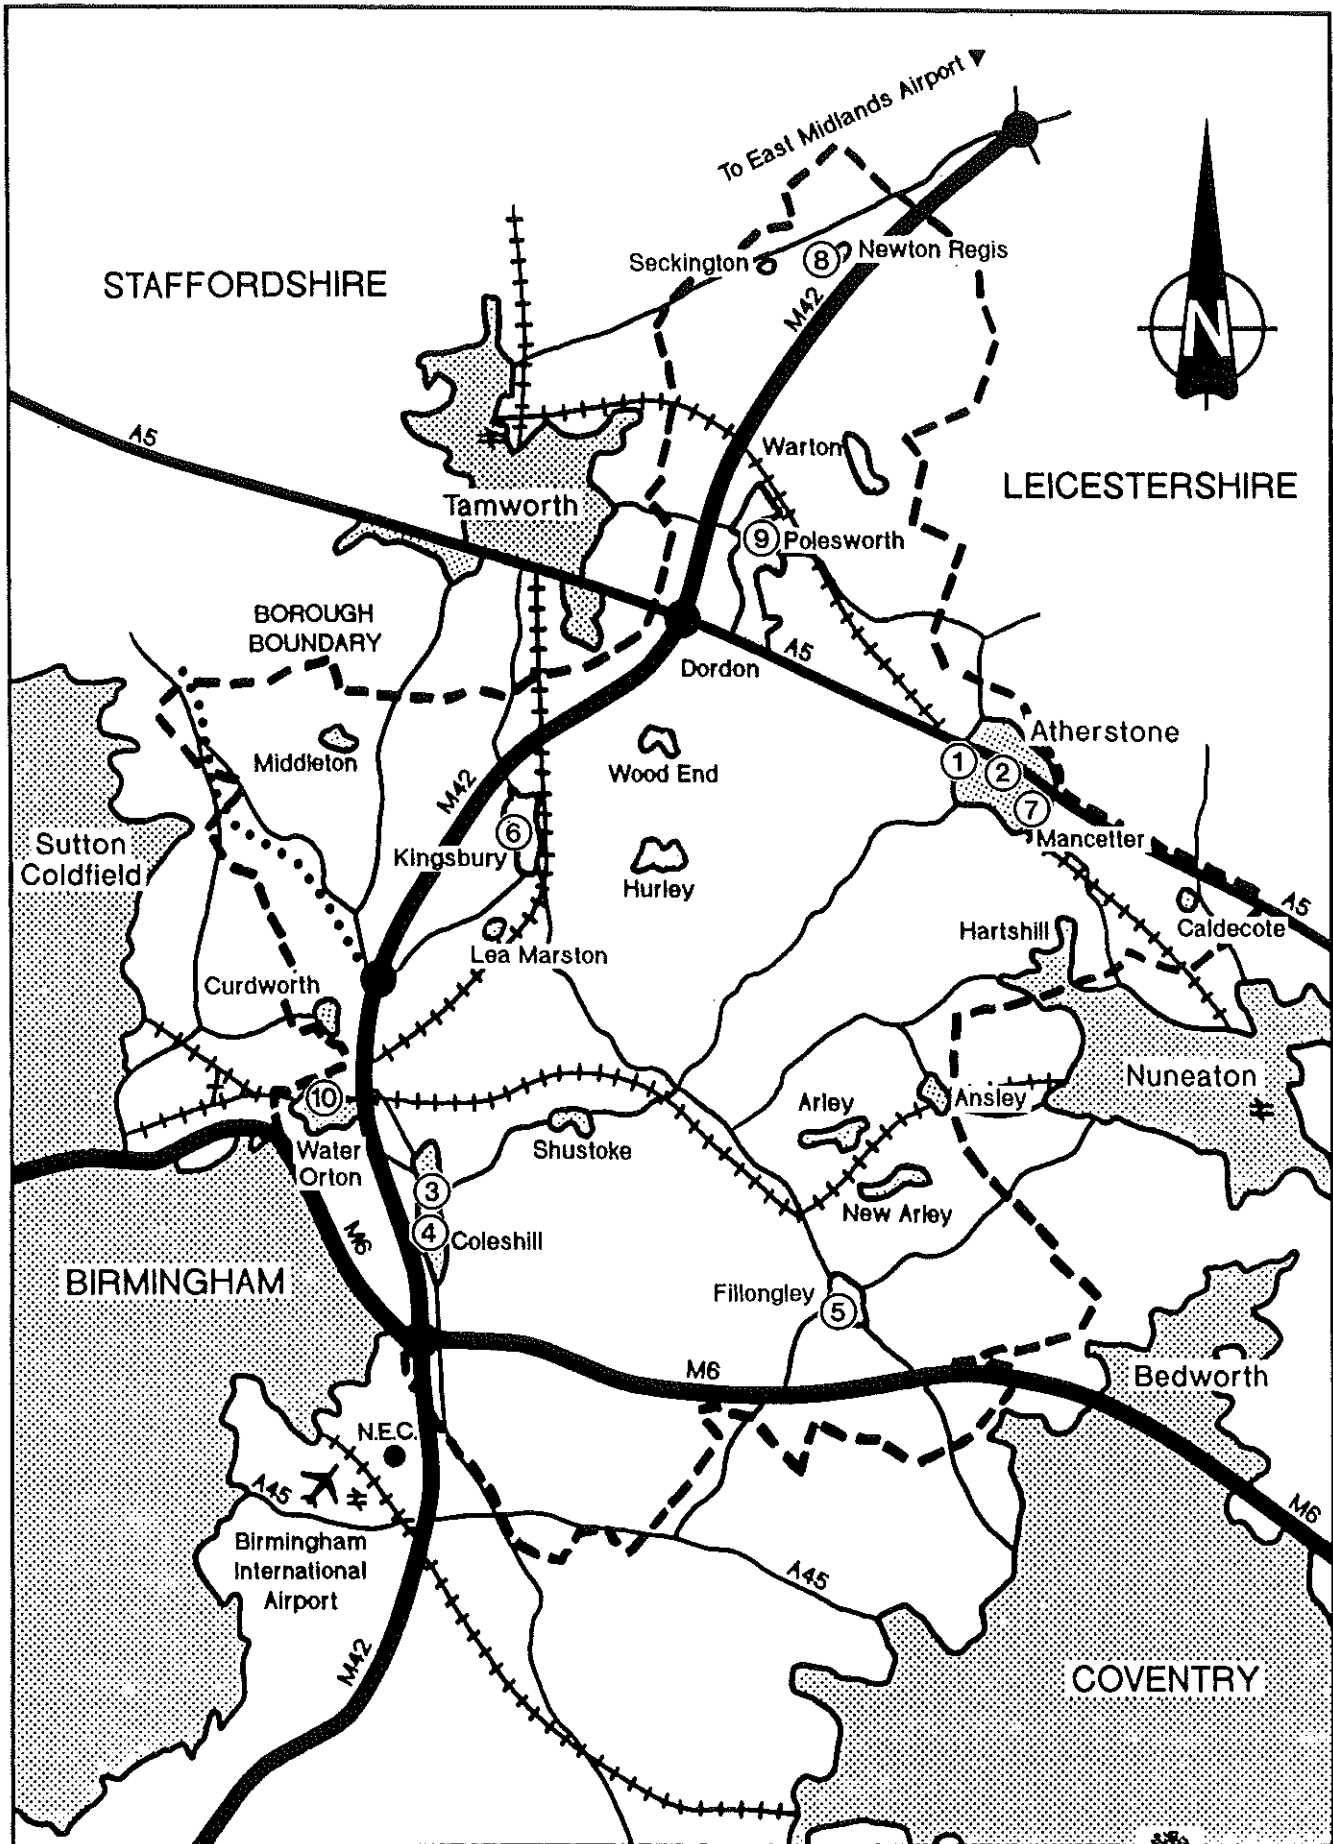 To East Midlands Airport
STAFFORDSHIRE
Seckington
8
Newton Regis
M42
N
A5
Warton
LEICESTERSHIRE
Tamworth
9
Polesworth
BOROUGH
BOUNDARY
A5
Dordon
Atherstone
Middleton
Wood End
1
2
M42
7
Mancetter
Sutton
Coldfield
6
Kingsbury
Hurley
A5
Caldecote
Hartshill
Lea Marston
Curdworth
Nuneaton
10
Ansley
Arley
Water
Orton
Shustoke
3
New Arley
4
Coleshill
M6
BIRMINGHAM
Fillongley
5
M6
Bedworth
N.E.C.
A45
M6
Birmingham
International
Airport
A45
M42
COVENTRY